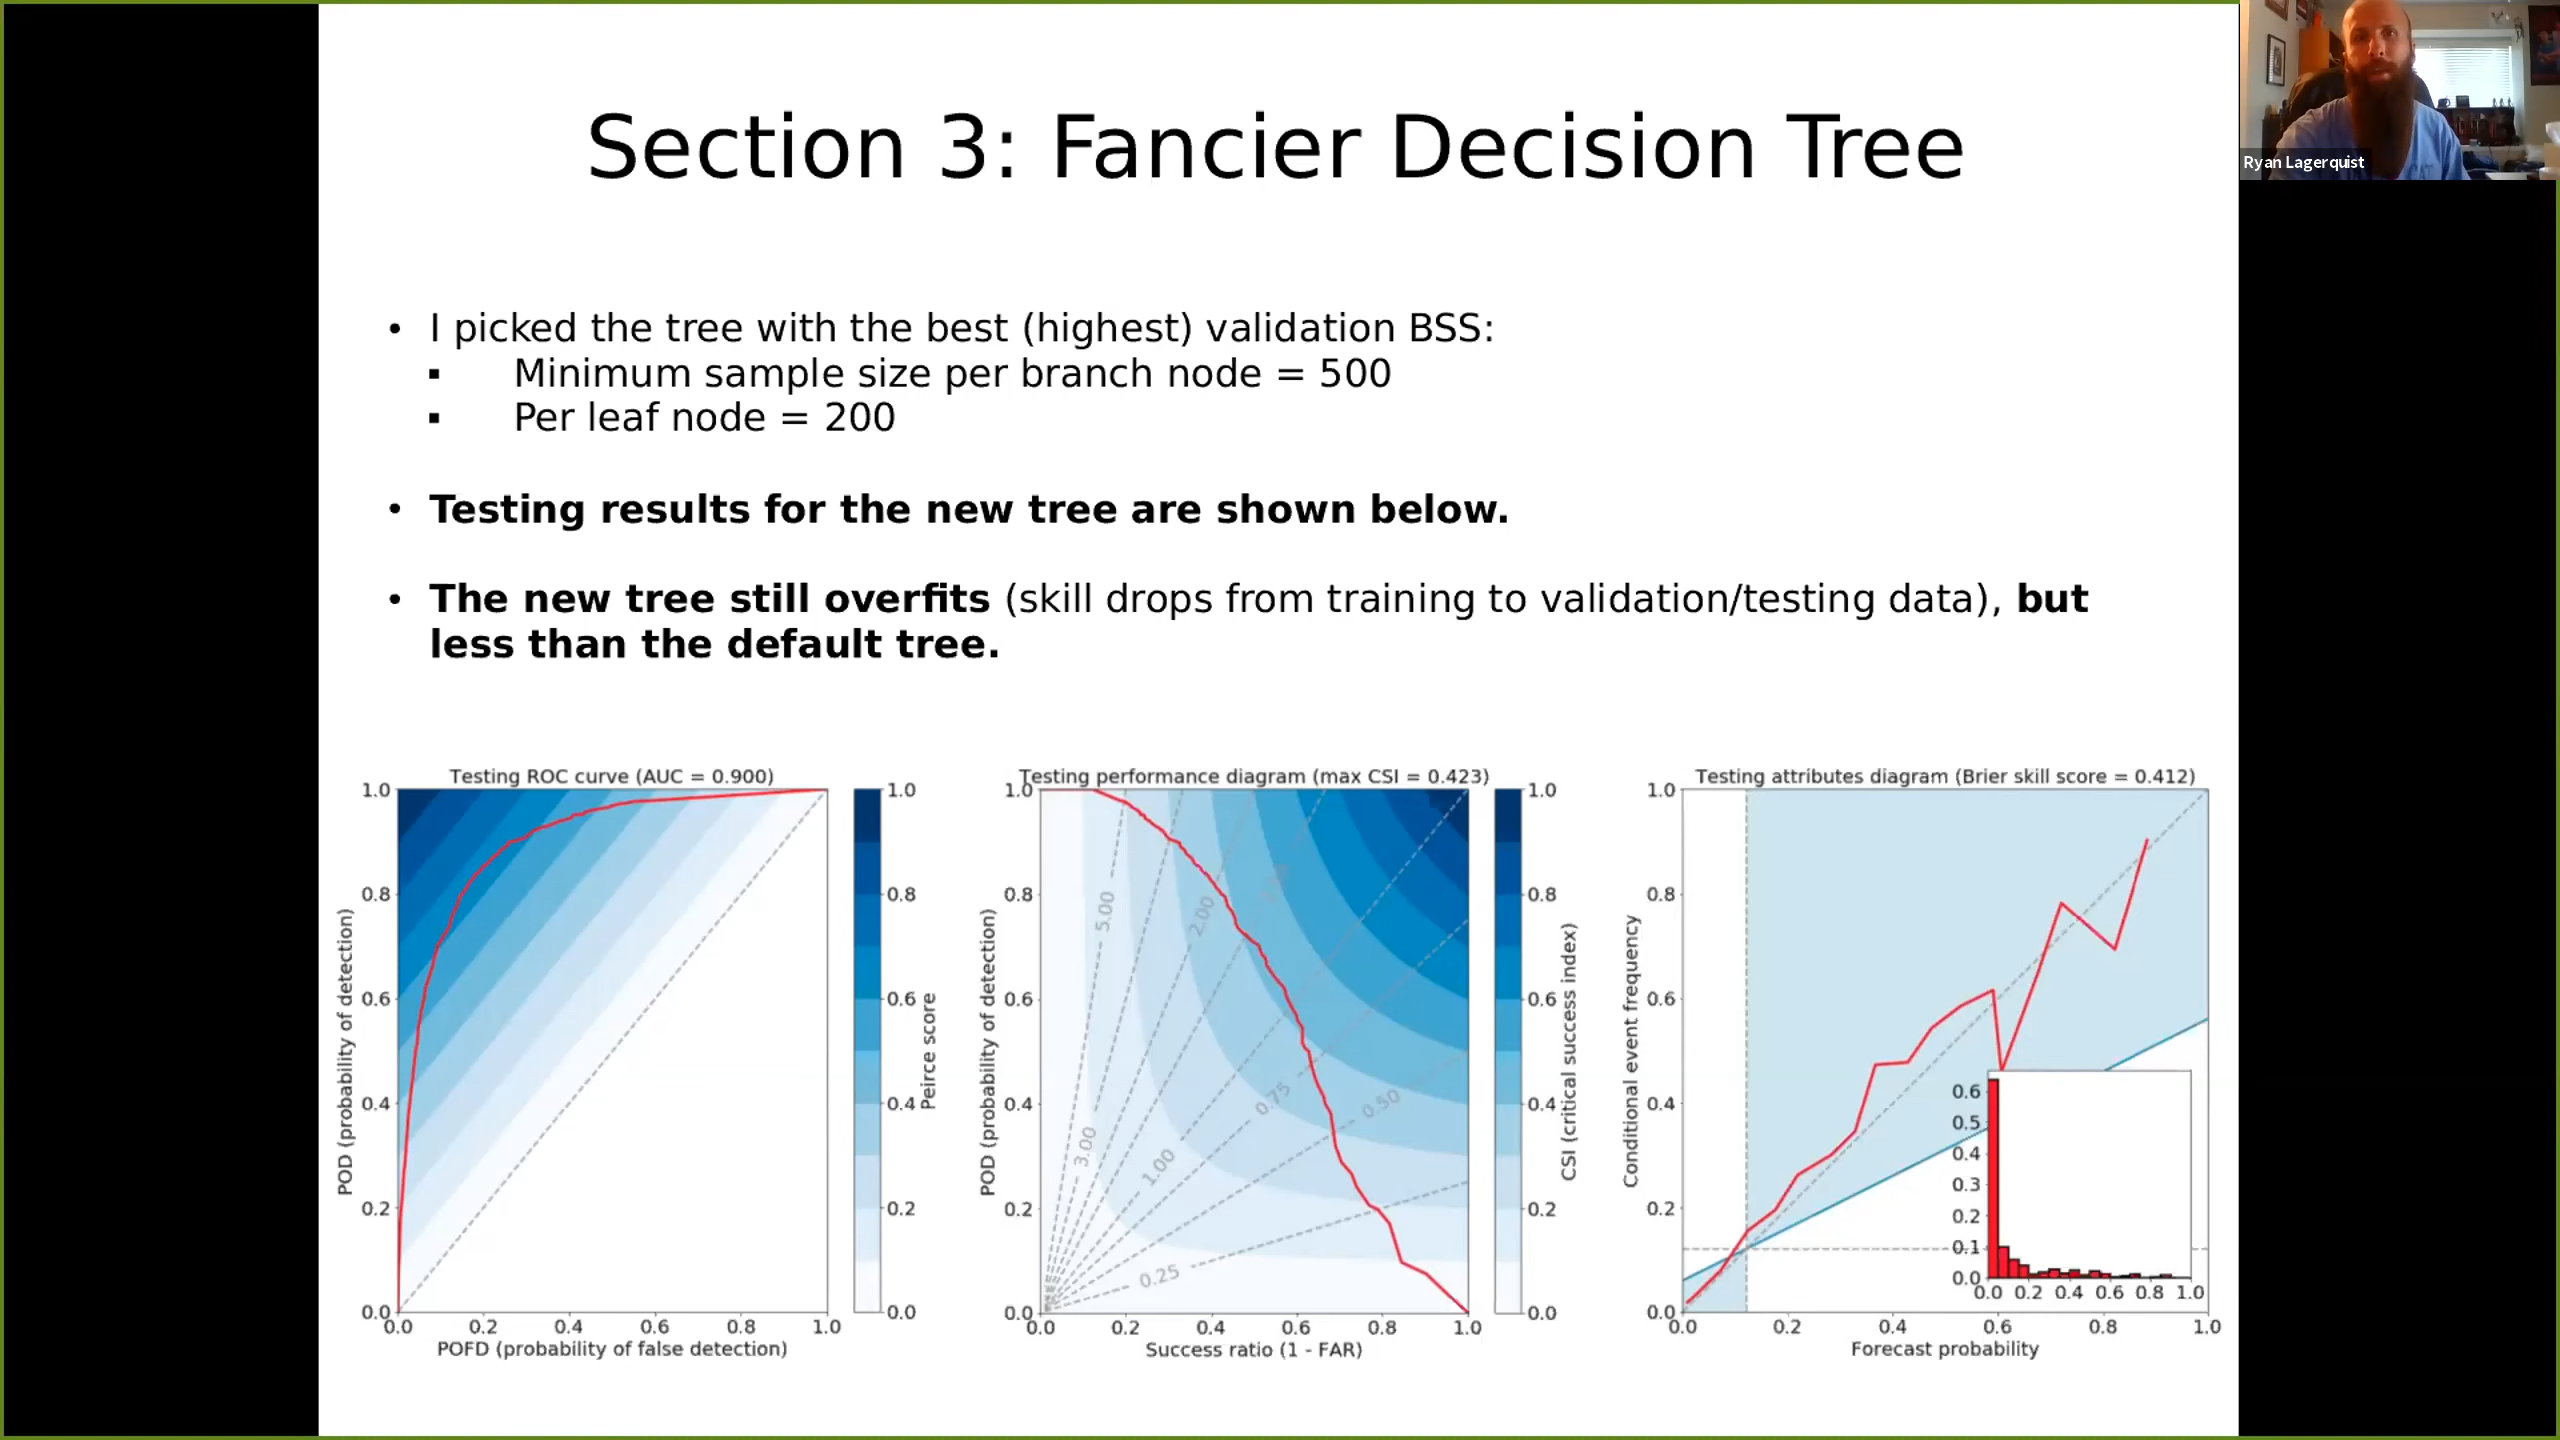 Section 3: Fancier Decision Tree
Ryan Lagerquist
• I picked the tree with the best (highest) validation BSS:
▪ Minimum sample size per branch node = 500
▪ Per leaf node = 200
• Testing results for the new tree are shown below.
• The new tree still overfits (skill drops from training to validation/testing data), but
less than the default tree.
Testing ROC curve (AUC = 0.900)
1.0
0.8
0.6
0.4
0.2
0.0
POD (probability of detection)
0.0 0.2 0.4 0.6 0.8 1.0
POFD (probability of false detection)
1.0
0.8
0.6
0.4
0.2
0.0
Peirce score
Testing performance diagram (max CSI = 0.423)
1.0
0.8
0.6
0.4
0.2
0.0
POD (probability of detection)
5.00
2.00
3.00
1.00
0.75
0.50
0.25
0.0 0.2 0.4 0.6 0.8 1.0
Success ratio (1 - FAR)
1.0
0.8
0.6
0.4
0.2
0.0
CSI (critical success index)
Testing attributes diagram (Brier skill score = 0.412)
1.0
0.8
0.6
0.4
0.2
0.0
Conditional event frequency
0.6
0.5
0.4
0.3
0.2
0.1
0.0
0.0 0.2 0.4 0.6 0.8 1.0
0.0 0.2 0.4 0.6 0.8 1.0
Forecast probability